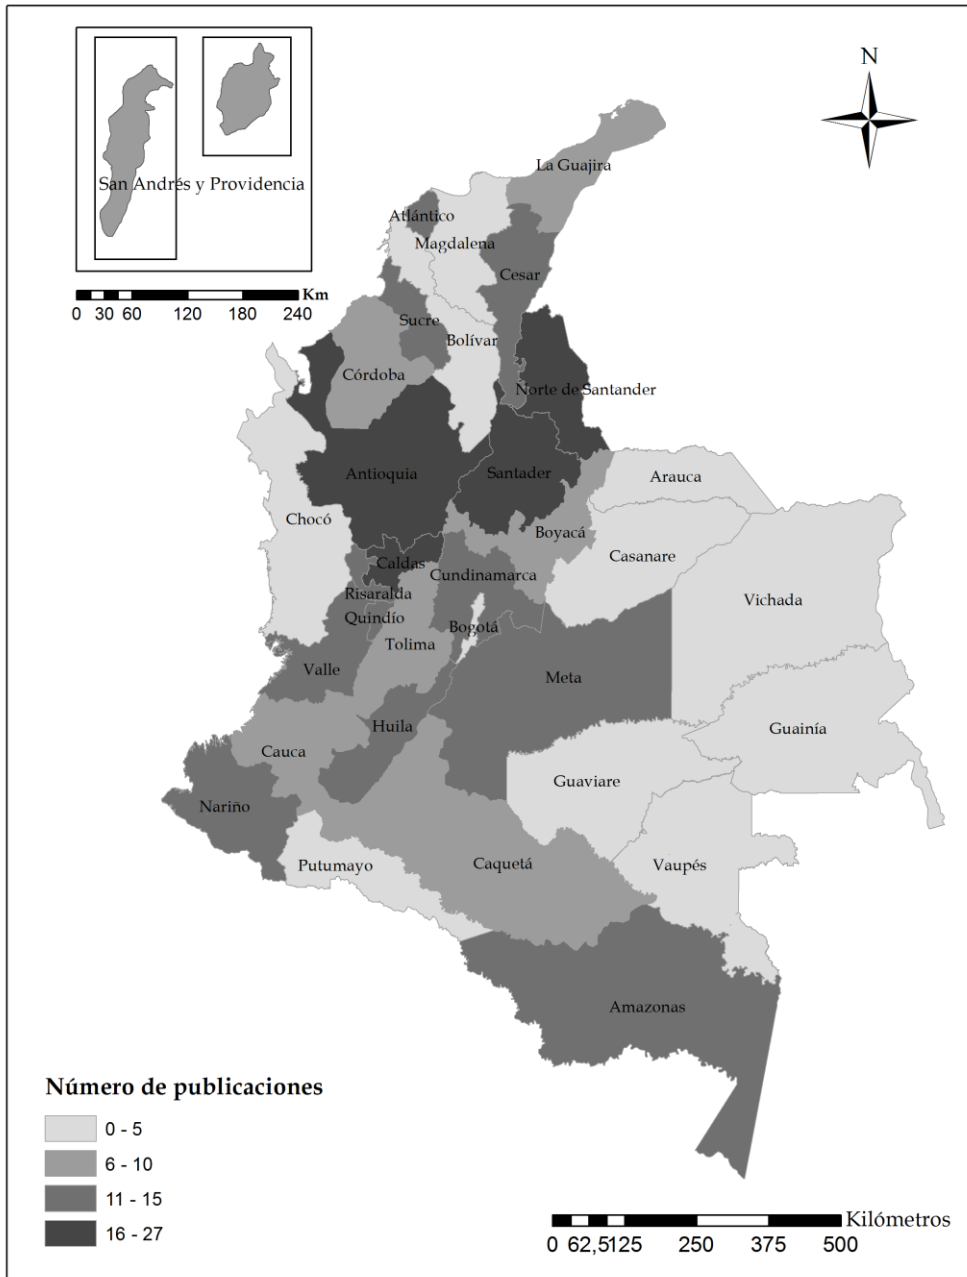 N
San Andrés y Providencia
Km
0 30 60 120 180 240
La Guajira
Atlántico
Magdalena
Cesar
Sucre
Bolívar
Córdoba
Norte de Santander
Antioquia
Santader
Arauca
Chocó
Boyacá
Casanare
Caldas
Cundinamarca
Risaralda
Vichada
Quindío
Bogotá
Tolima
Valle
Meta
Huila
Guainía
Cauca
Guaviare
Nariño
Putumayo
Caquetá
Vaupés
Amazonas
Número de publicaciones
0 - 5
6 - 10
11 - 15
16 - 27
Kilómetros
0 62,5125 250 375 500